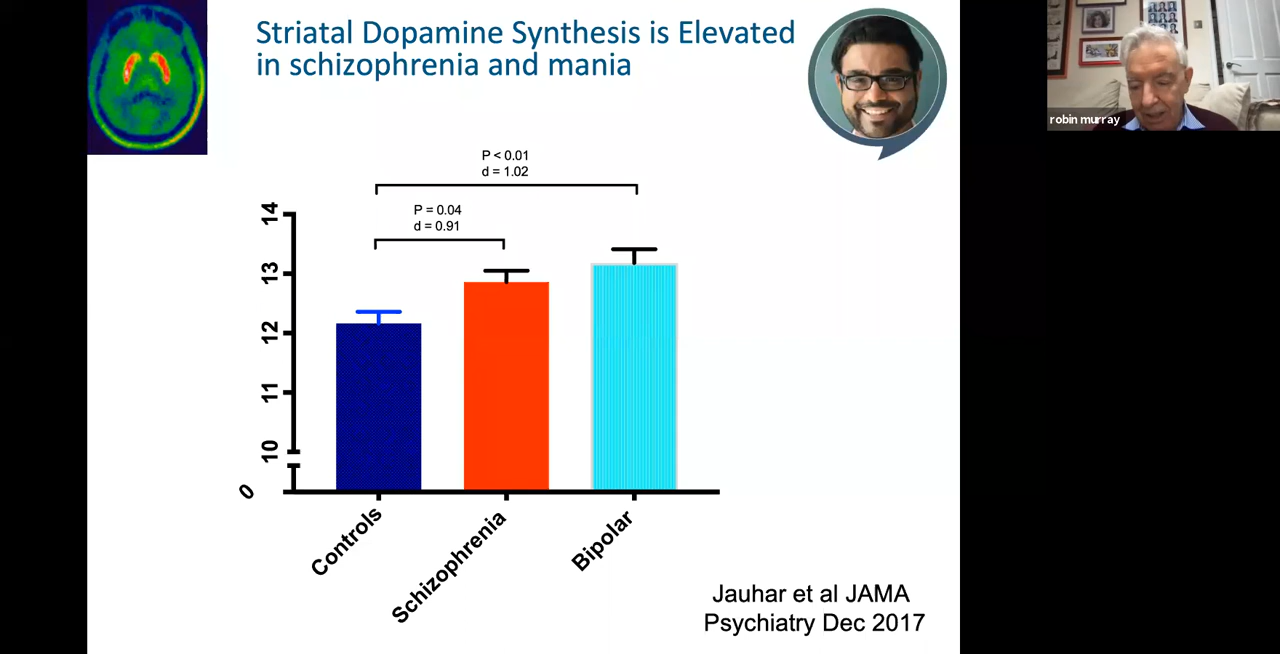 Striatal Dopamine Synthesis is Elevated
in schizophrenia and mania
robin murray
P < 0.01
d = 1.02
P = 0.04
d = 0.91
14
13
12
11
10
0
Controls
Schizophrenia
Bipolar
Jauhar et al JAMA
Psychiatry Dec 2017